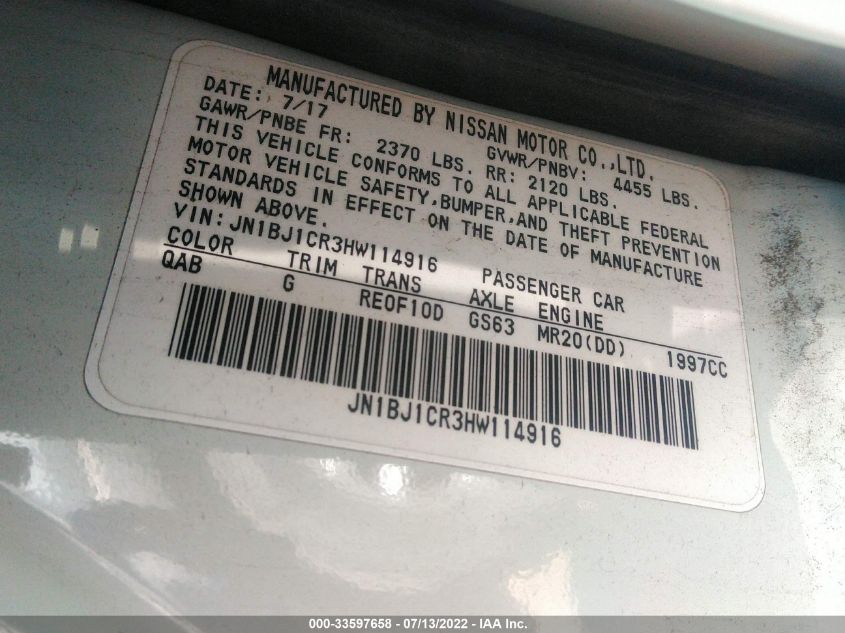 MANUFACTURED BY NISSAN MOTOR CO.,LTD.
DATE: 7/17 GVWR/PNBV: 4455 LBS.
GAWR/PNBE FR: 2370 LBS. RR: 2120 LBS.
THIS VEHICLE CONFORMS TO ALL APPLICABLE FEDERAL
MOTOR VEHICLE SAFETY,BUMPER,AND THEFT PREVENTION
STANDARDS IN EFFECT ON THE DATE OF MANUFACTURE
SHOWN ABOVE.
VIN:JN1BJ1CR3HW114916 PASSENGER CAR
COLOR TRIM TRANS AXLE ENGINE
QAB G RE0F10D GS63 MR20(DD) 1997CC
JN1BJ1CR3HW114916
000-33597658 - 07/13/2022 - IAA Inc.